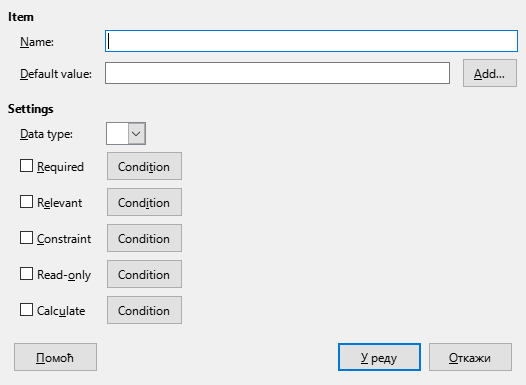 Item
Name:
Default value:
Add...
Settings
Data type:
Required
Condition
Relevant
Condition
Constraint
Condition
Read-only
Condition
Calculate
Condition
Помоћ
У реду
Откажи